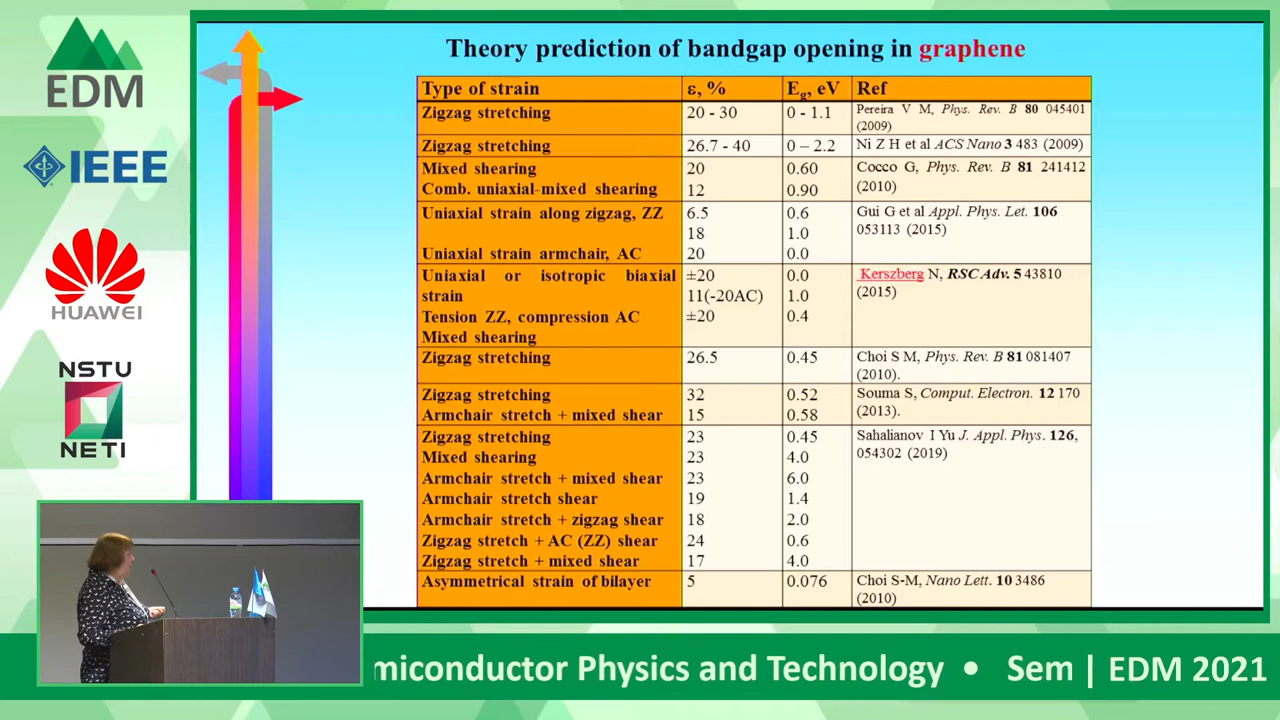 EDM
IEEE
HUAWEI
NSTU
NETI
Theory prediction of bandgap opening in graphene
Type of strain ε, % Eg, eV Ref
Zigzag stretching 20 - 30 0 - 1.1 Pereira V M, Phys. Rev. B 80 045401
(2009)
Zigzag stretching 26.7 - 40 0 – 2.2 Ni Z H et al ACS Nano 3 483 (2009)
Mixed shearing 20 0.60 Cocco G, Phys. Rev. B 81 241412
Comb. uniaxial-mixed shearing 12 0.90 (2010)
Uniaxial strain along zigzag, ZZ 6.5 0.6 Gui G et al Appl. Phys. Let. 106
18 1.0 053113 (2015)
Uniaxial strain armchair, AC 20 0.0
Uniaxial or isotropic biaxial ±20 0.0 Kerszberg N, RSC Adv. 5 43810
strain 11(-20AC) 1.0 (2015)
Tension ZZ, compression AC ±20 0.4
Mixed shearing
Zigzag stretching 26.5 0.45 Choi S M, Phys. Rev. B 81 081407
(2010).
Zigzag stretching 32 0.52 Souma S, Comput. Electron. 12 170
Armchair stretch + mixed shear 15 0.58 (2013).
Zigzag stretching 23 0.45 Sahalianov I Yu J. Appl. Phys. 126,
Mixed shearing 23 4.0 054302 (2019)
Armchair stretch + mixed shear 23 6.0
Armchair stretch shear 19 1.4
Armchair stretch + zigzag shear 18 2.0
Zigzag stretch + AC (ZZ) shear 24 0.6
Zigzag stretch + mixed shear 17 4.0
Asymmetrical strain of bilayer 5 0.076 Choi S-M, Nano Lett. 10 3486
(2010)
miconductor Physics and Technology • Sem | EDM 2021